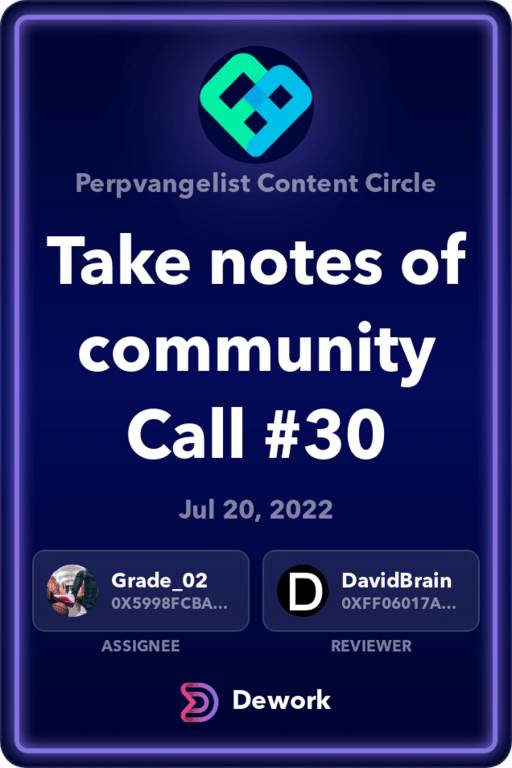 Perpvangelist Content Circle
Take notes of
community
Call #30
Jul 20, 2022
Grade_02
0X5998FCBA...
ASSIGNEE
D
DavidBrain
0XFF06017A...
REVIEWER
Dework